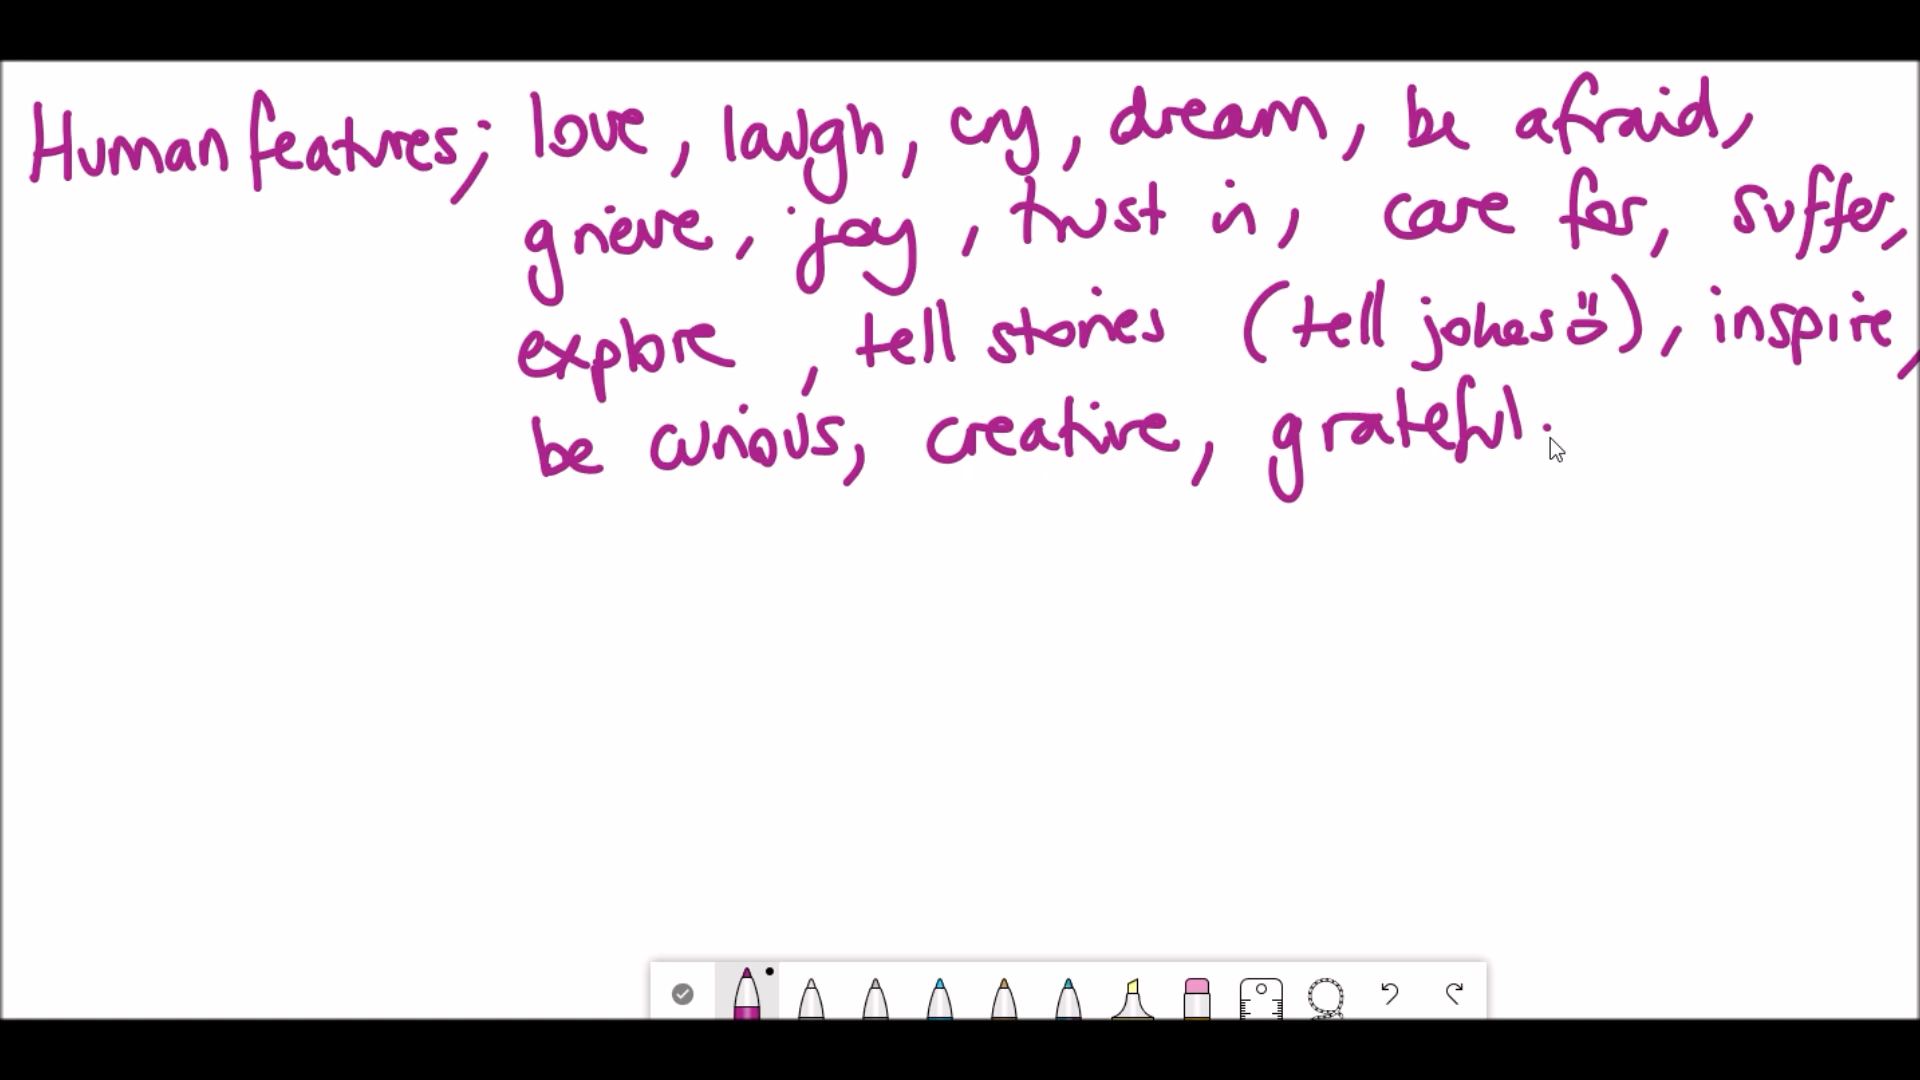 Human features; love, laugh, cry, dream, be afraid,
grieve, joy, trust in, care for, suffer,
explore, tell stories (tell jokes), inspire,
be curious, creative, grateful.